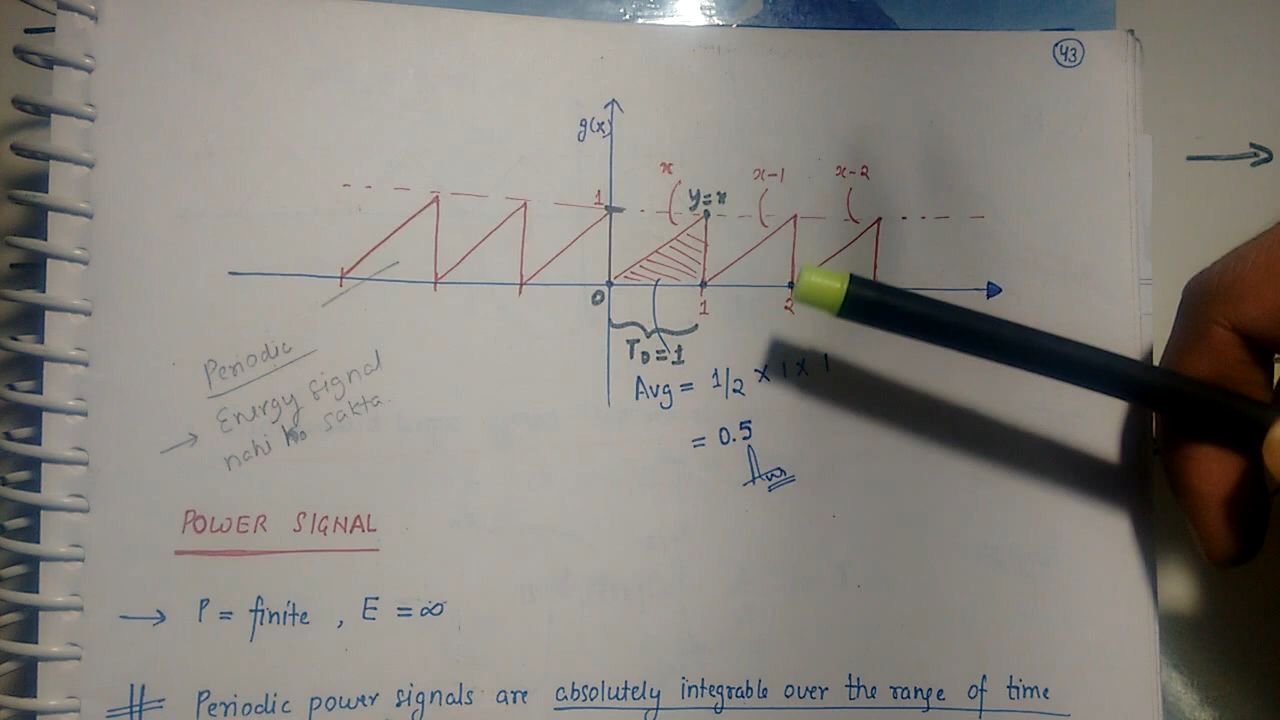 43
g(x)
x
x-1
x-2
1
y=x
0
1
2
T₀=1
Avg = 1/2 × 1 × 1
= 0.5
Ans
Periodic
→ Energy signal
nahi ho sakta.
POWER SIGNAL
→ P = finite , E = ∞
# Periodic power signals are absolutely integrable over the range of time